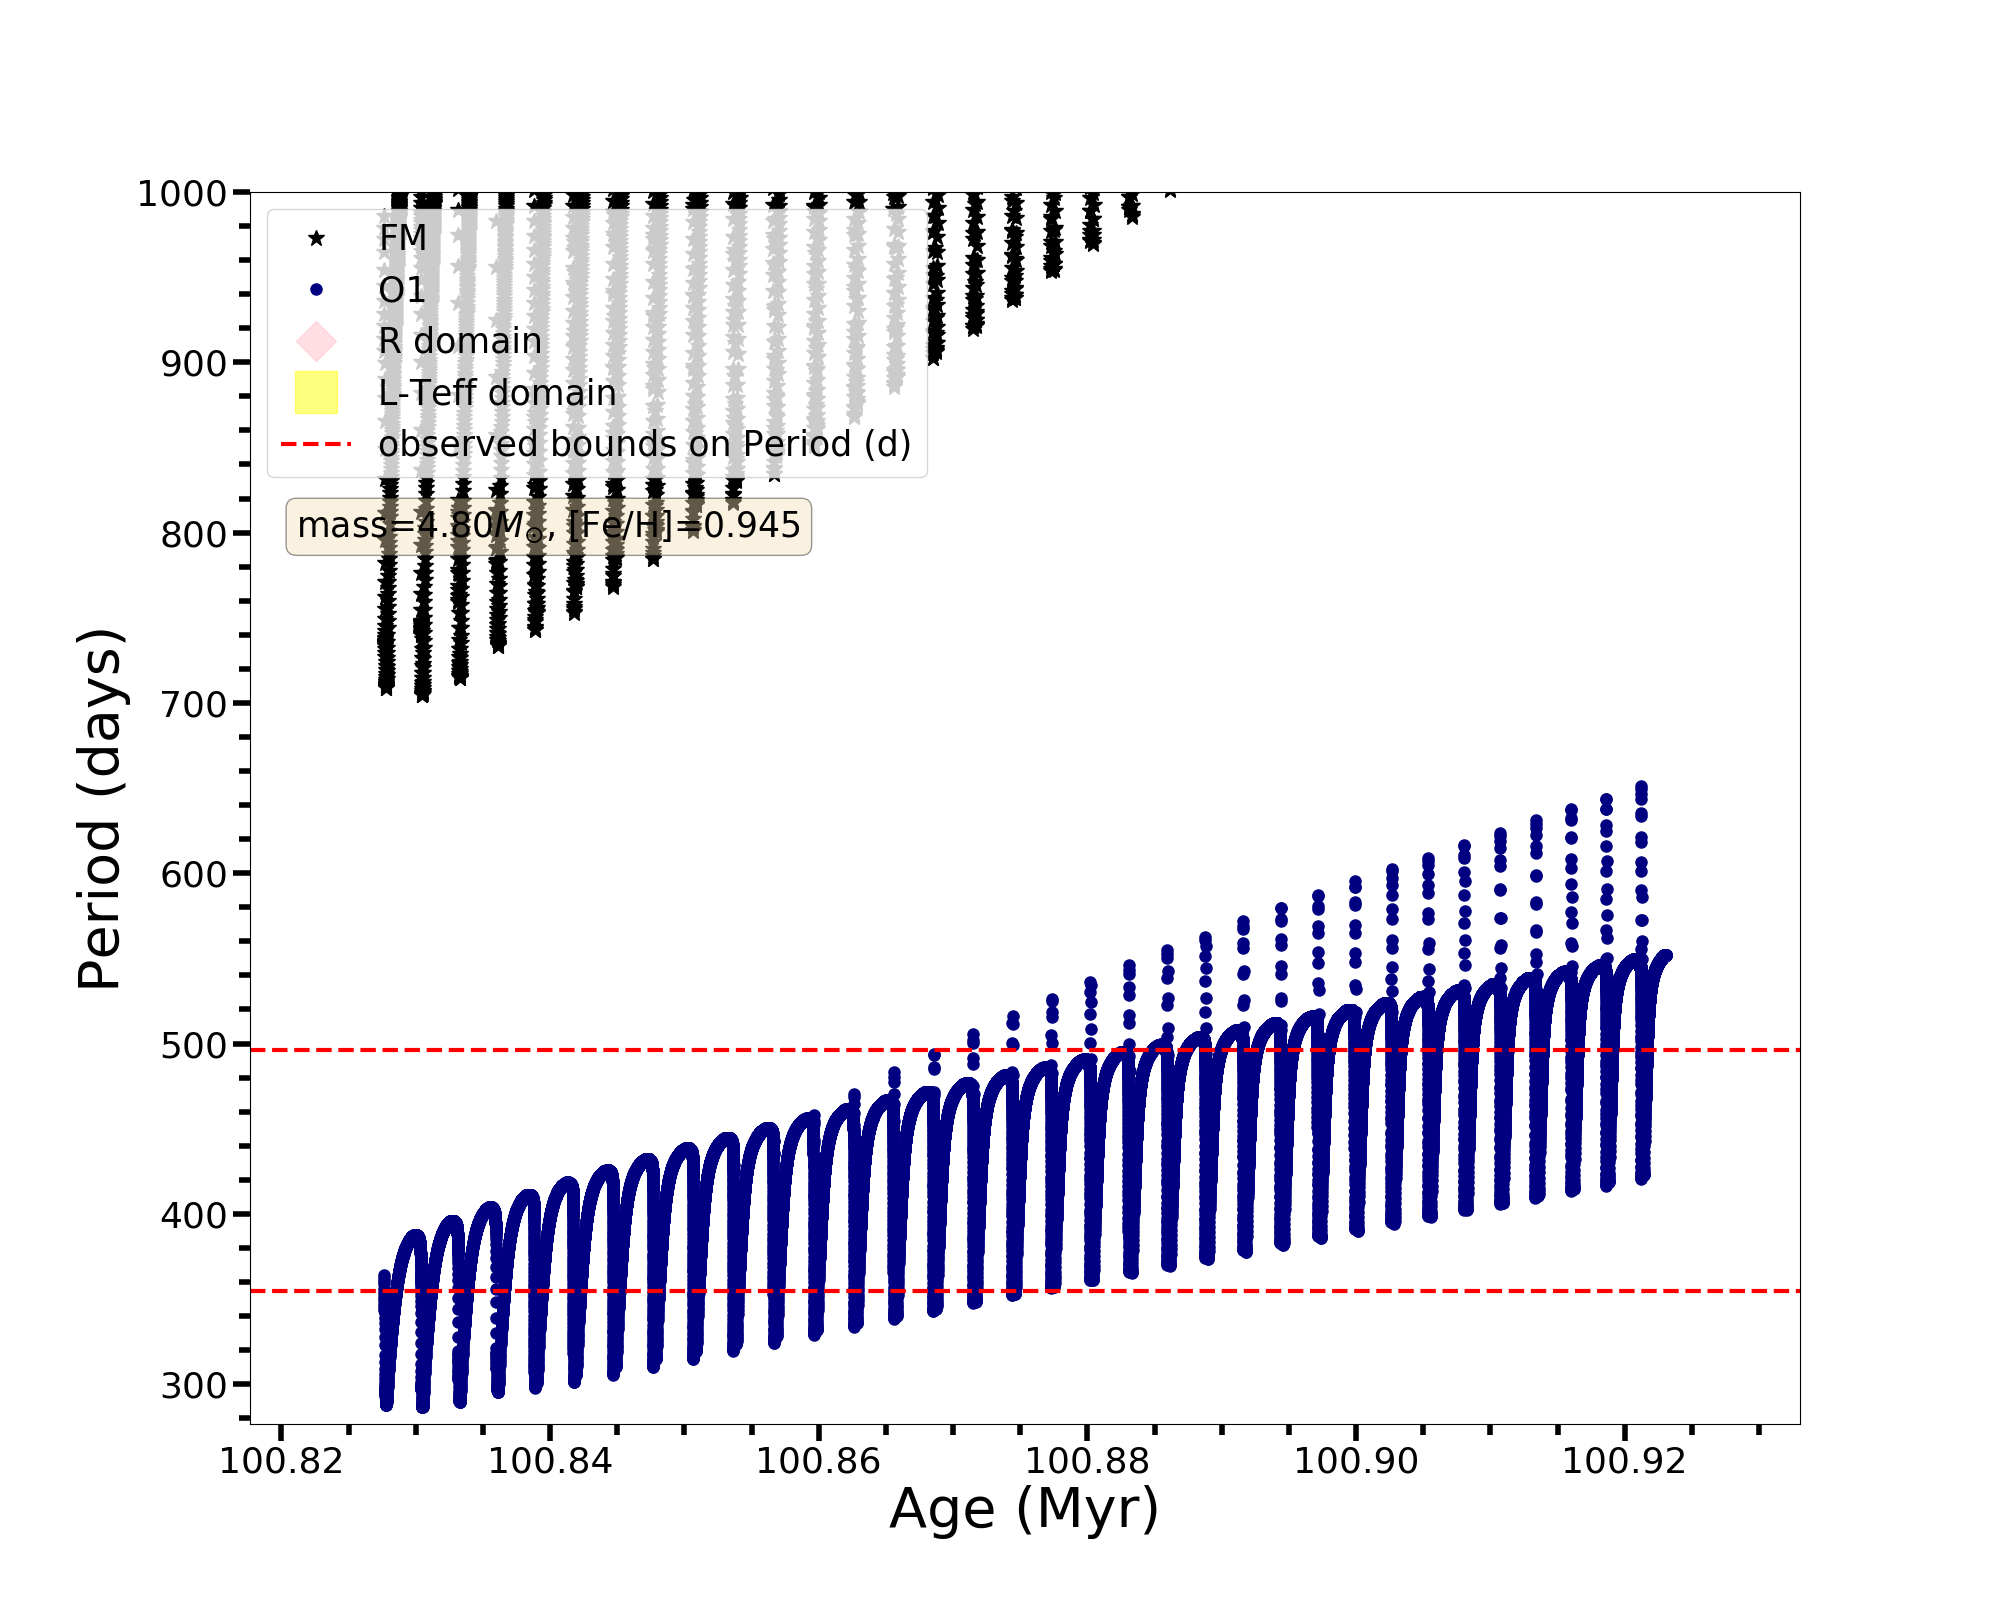 1000
900
800
700
600
500
400
300
Period (days)
FM
O1
R domain
L-Teff domain
observed bounds on Period (d)
mass=4.80M⊙, [Fe/H]=0.945
100.82 100.84 100.86 100.88 100.90 100.92
Age (Myr)